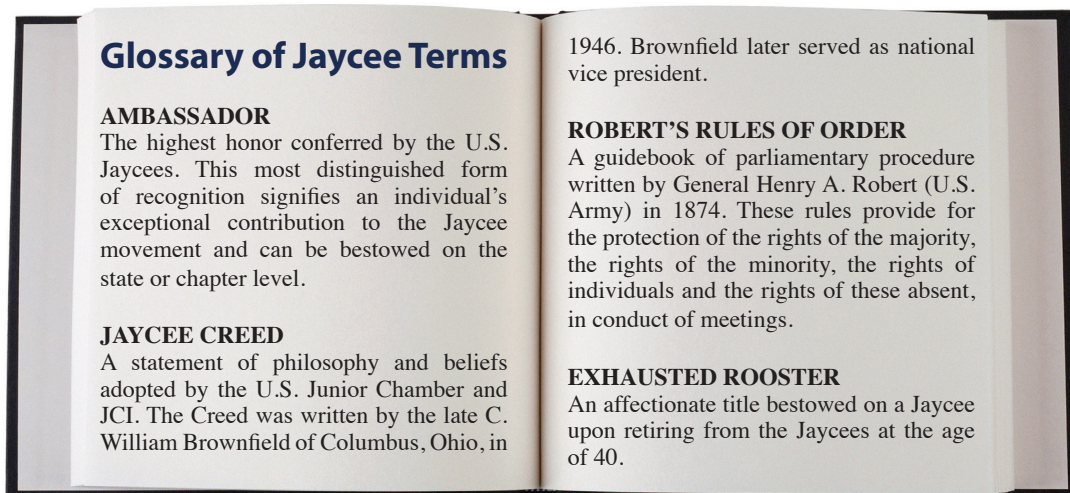 Glossary of Jaycee Terms
AMBASSADOR
The highest honor conferred by the U.S.
Jaycees. This most distinguished form
of recognition signifies an individual's
exceptional contribution to the Jaycee
movement and can be bestowed on the
state or chapter level.
JAYCEE CREED
A statement of philosophy and beliefs
adopted by the U.S. Junior Chamber and
JCI. The Creed was written by the late C.
William Brownfield of Columbus, Ohio, in
1946. Brownfield later served as national
vice president.
ROBERT'S RULES OF ORDER
A guidebook of parliamentary procedure
written by General Henry A. Robert (U.S.
Army) in 1874. These rules provide for
the protection of the rights of the majority,
the rights of the minority, the rights of
individuals and the rights of these absent,
in conduct of meetings.
EXHAUSTED ROOSTER
An affectionate title bestowed on a Jaycee
upon retiring from the Jaycees at the age
of 40.